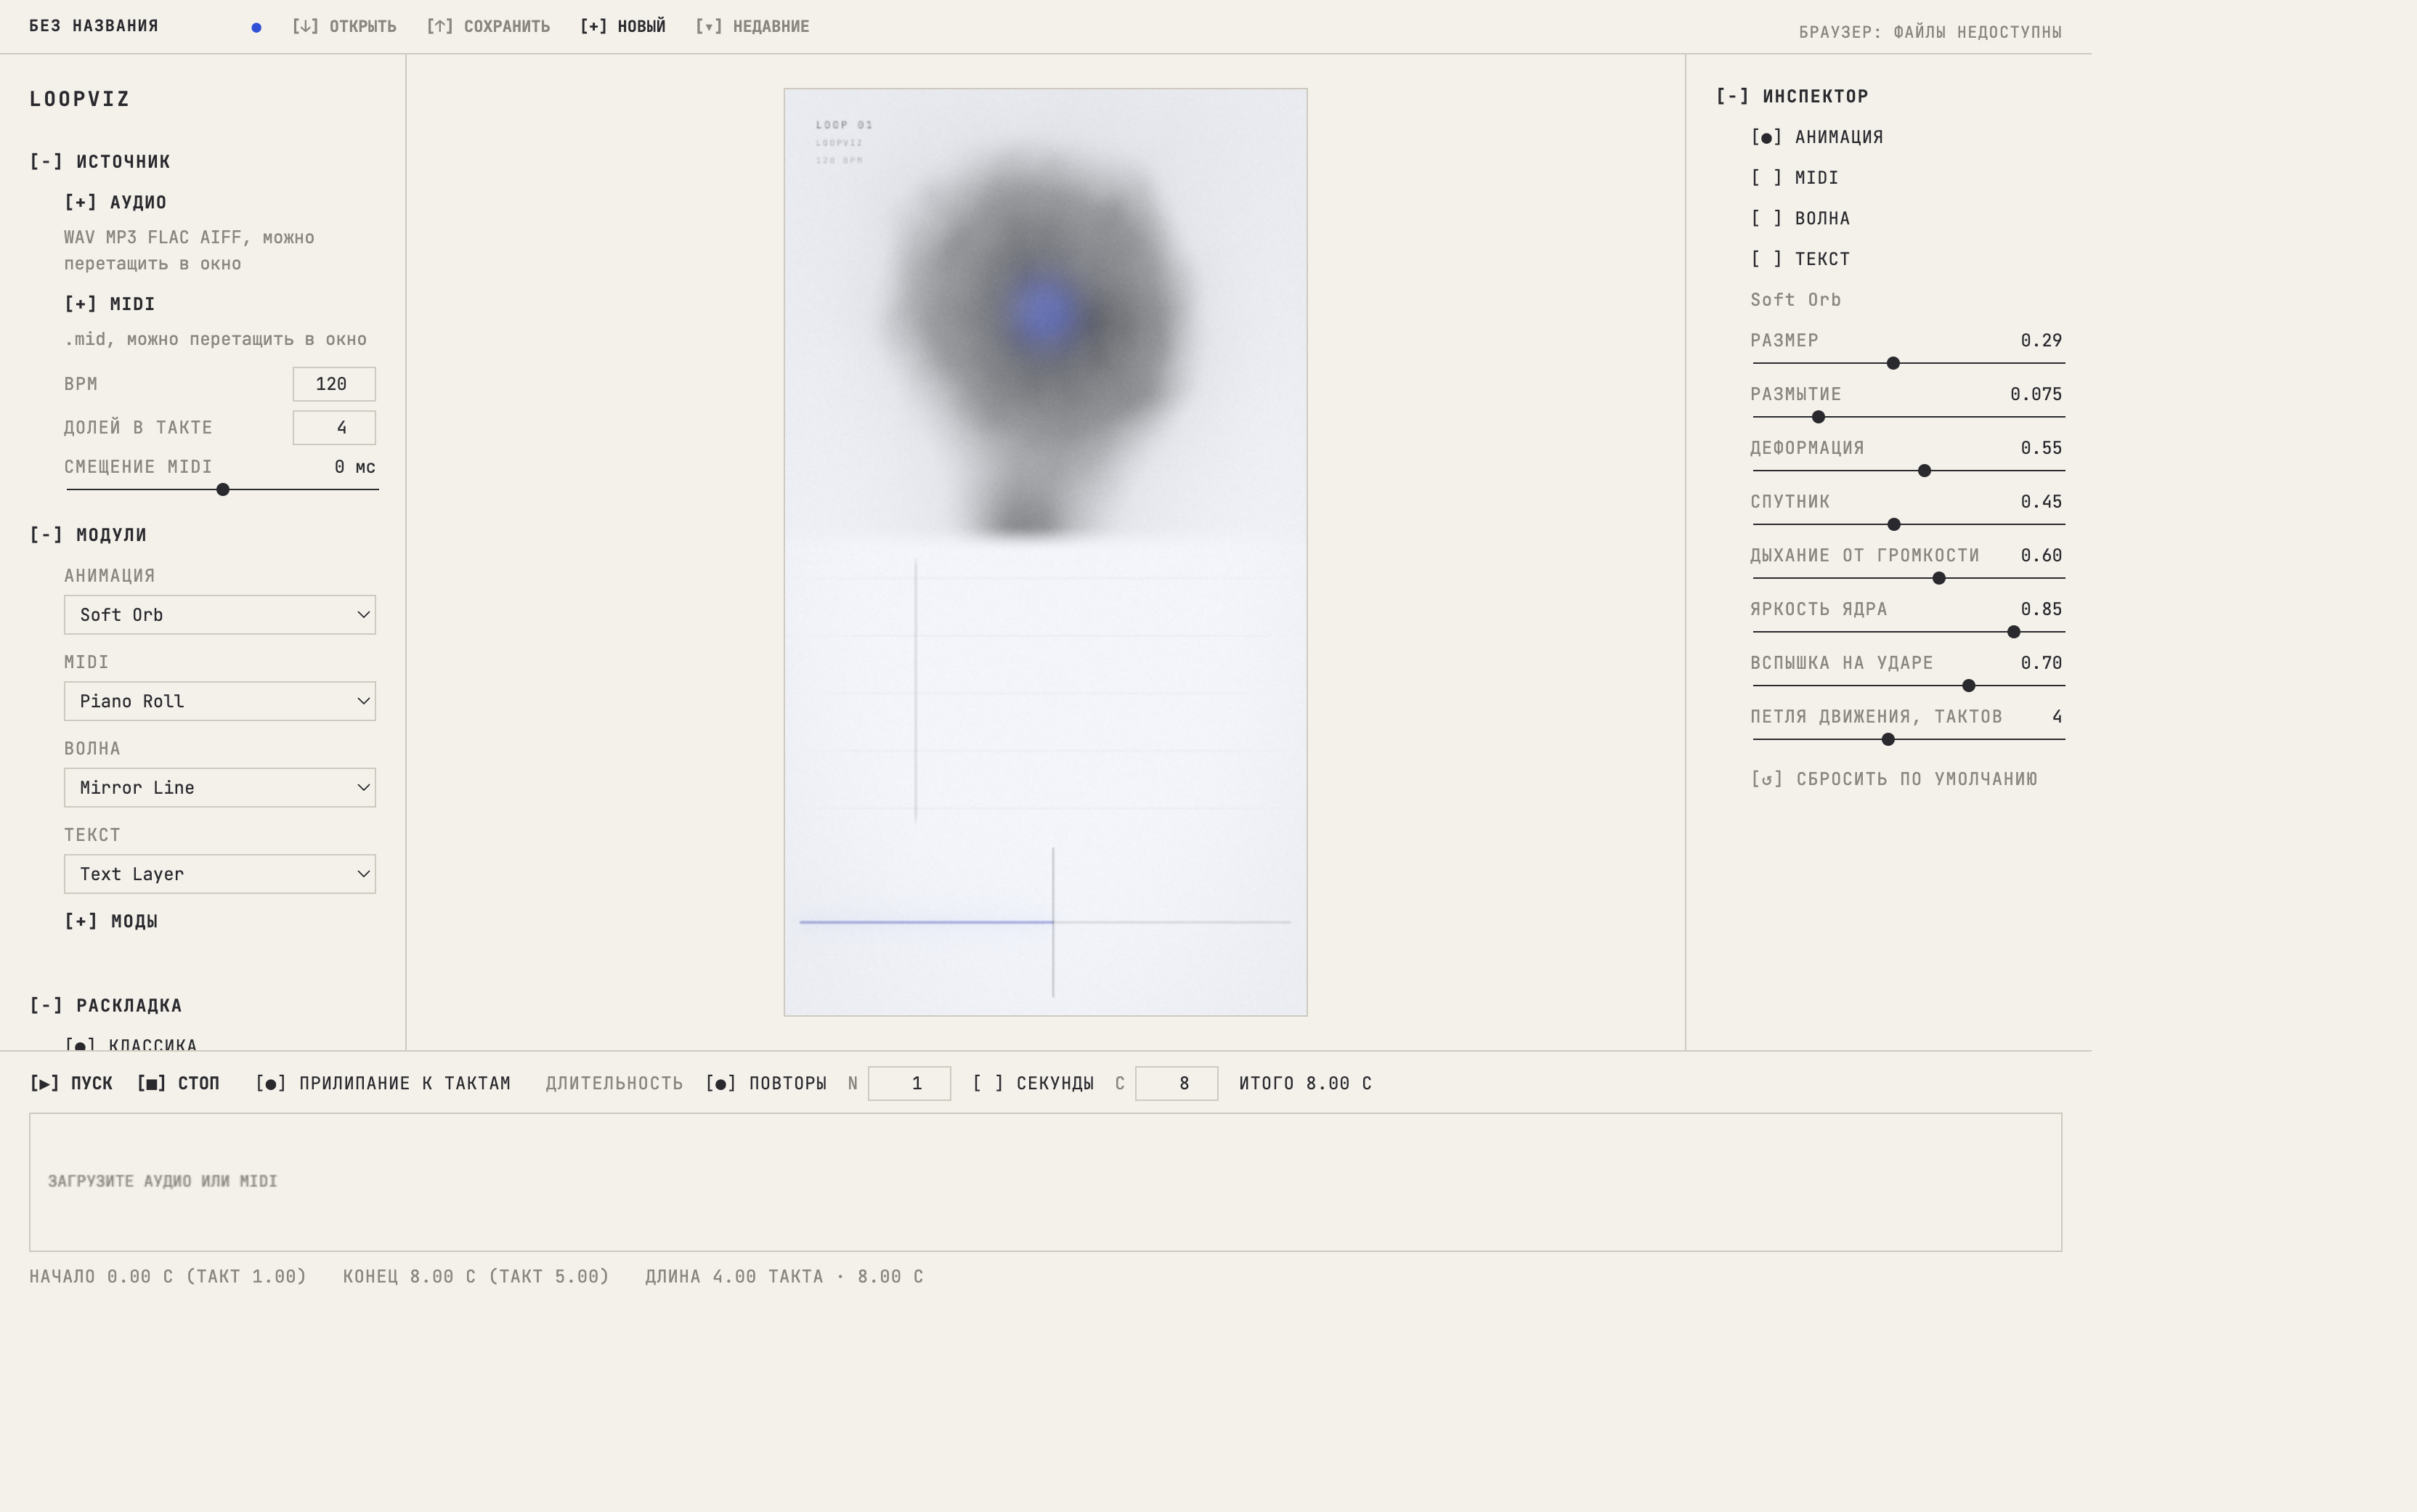 БЕЗ НАЗВАНИЯ
[↓] ОТКРЫТЬ
[↑] СОХРАНИТЬ
[+] НОВЫЙ
[▾] НЕДАВНИЕ
БРАУЗЕР: ФАЙЛЫ НЕДОСТУПНЫ
LOOPVIZ
[-] ИСТОЧНИК
[+] АУДИО
WAV MP3 FLAC AIFF, можно
перетащить в окно
[+] MIDI
.mid, можно перетащить в окно
BPM 120
ДОЛЕЙ В ТАКТЕ 4
СМЕЩЕНИЕ MIDI 0 мс
[-] МОДУЛИ
АНИМАЦИЯ
Soft Orb
MIDI
Piano Roll
ВОЛНА
Mirror Line
ТЕКСТ
Text Layer
[+] МОДЫ
[-] РАСКЛАДКА
[●] КЛАССИКА
LOOP 01
LOOPVIZ
120 BPM
[-] ИНСПЕКТОР
[●] АНИМАЦИЯ
[ ] MIDI
[ ] ВОЛНА
[ ] ТЕКСТ
Soft Orb
РАЗМЕР 0.29
РАЗМЫТИЕ 0.075
ДЕФОРМАЦИЯ 0.55
СПУТНИК 0.45
ДЫХАНИЕ ОТ ГРОМКОСТИ 0.60
ЯРКОСТЬ ЯДРА 0.85
ВСПЫШКА НА УДАРЕ 0.70
ПЕТЛЯ ДВИЖЕНИЯ, ТАКТОВ 4
[↺] СБРОСИТЬ ПО УМОЛЧАНИЮ
[▶] ПУСК [■] СТОП [●] ПРИЛИПАНИЕ К ТАКТАМ ДЛИТЕЛЬНОСТЬ [●] ПОВТОРЫ N 1 [ ] СЕКУНДЫ С 8 ИТОГО 8.00 С
ЗАГРУЗИТЕ АУДИО ИЛИ MIDI
НАЧАЛО 0.00 С (ТАКТ 1.00) КОНЕЦ 8.00 С (ТАКТ 5.00) ДЛИНА 4.00 ТАКТА · 8.00 С